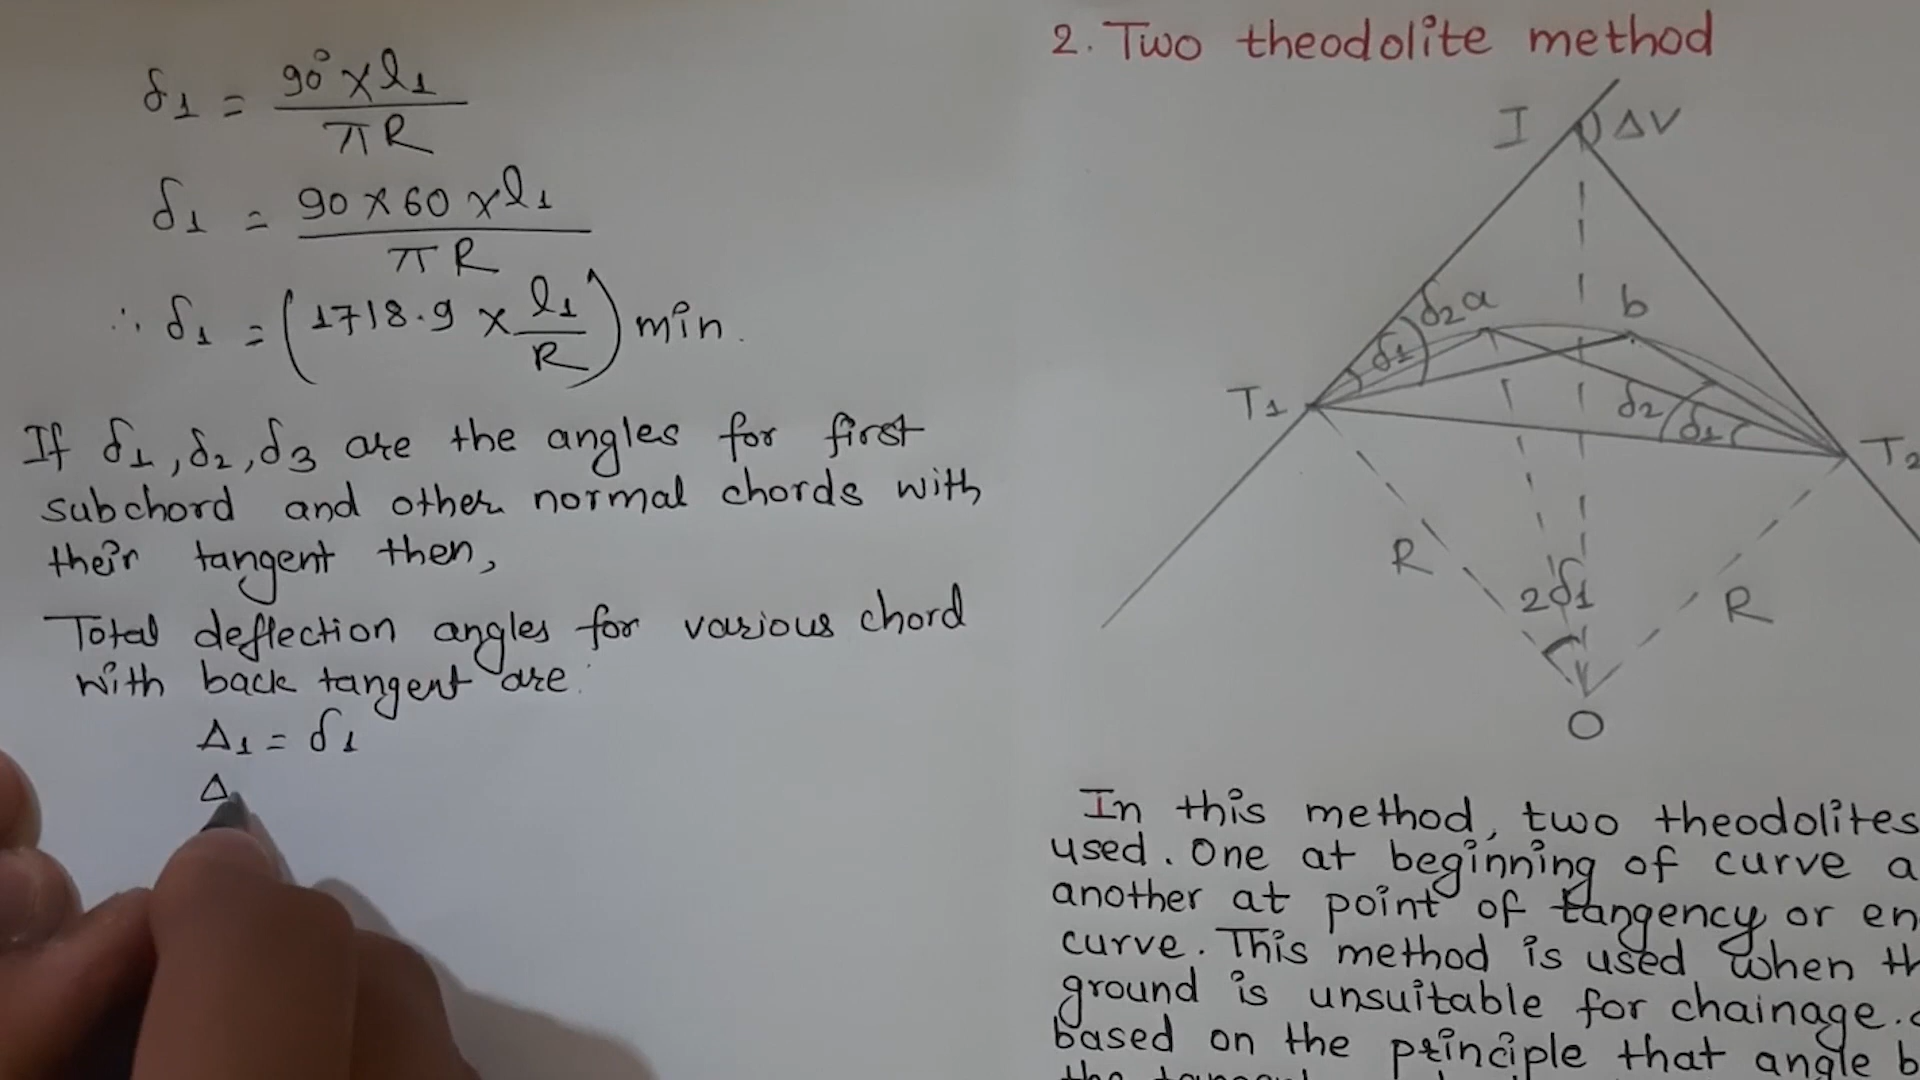 δ1 = 90° × l1 / πR
δ1 = 90 × 60 × l1 / πR
∴ δ1 = (1718.9 × l1 / R) min.
If δ1, δ2, δ3 are the angles for first
subchord and other normal chords with
their tangent then,
Total deflection angles for various chord
with back tangent are.
Δ1 = δ1
Δ
2. Two theodolite method
I ΔV
δ2 a b
δ1
T1 δ2 δ1 T2
R 2δ1 R
O
In this method, two theodolites
used. One at beginning of curve a
another at point of tangency or en
curve. This method is used when th
ground is unsuitable for chainage.
based on the principle that angle b
the